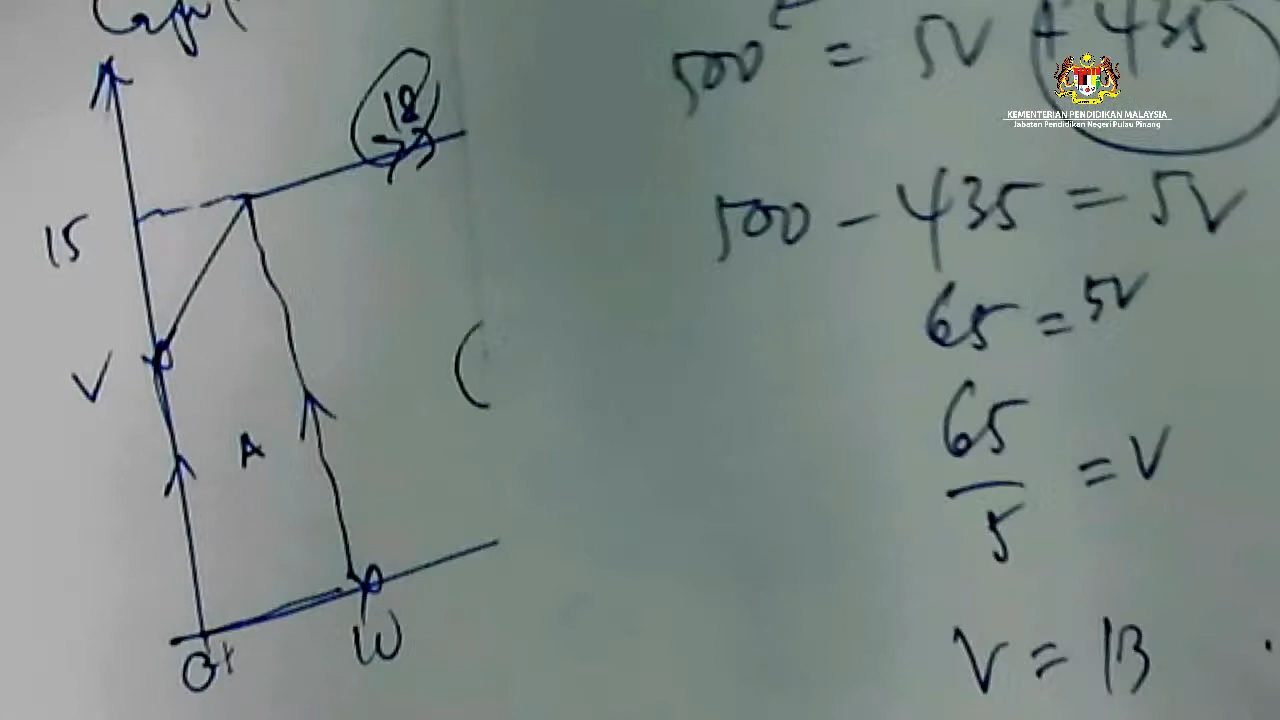 500 = 5V + 435
KEMENTERIAN PENDIDIKAN MALAYSIA
Jabatan Pendidikan Negeri Pulau Pinang
18
15
500 - 435 = 5V
65 = 5V
V
A
65/5 = V
W
O
V = 13